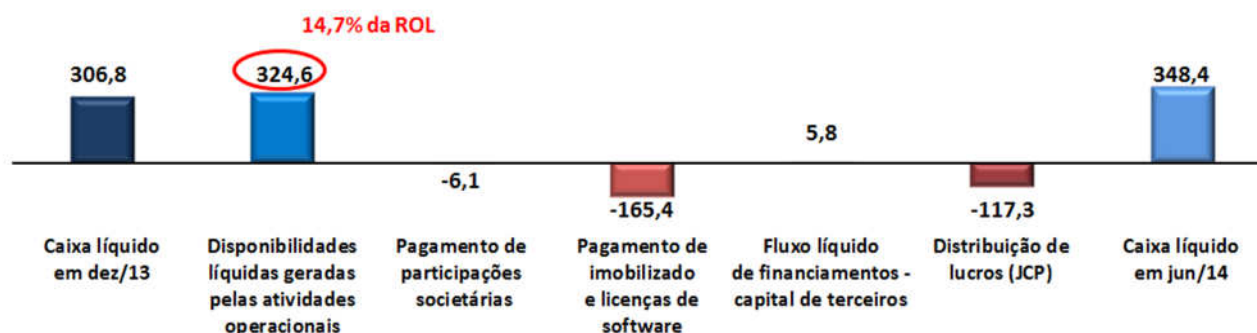 14,7% da ROL
306,8
324,6
-6,1
-165,4
5,8
-117,3
348,4
Caixa líquido
em dez/13
Disponibilidades
líquidas geradas
pelas atividades
operacionais
Pagamento de
participações
societárias
Pagamento de
imobilizado
e licenças de
software
Fluxo líquido
de financiamentos -
capital de terceiros
Distribuição de
lucros (JCP)
Caixa líquido
em jun/14